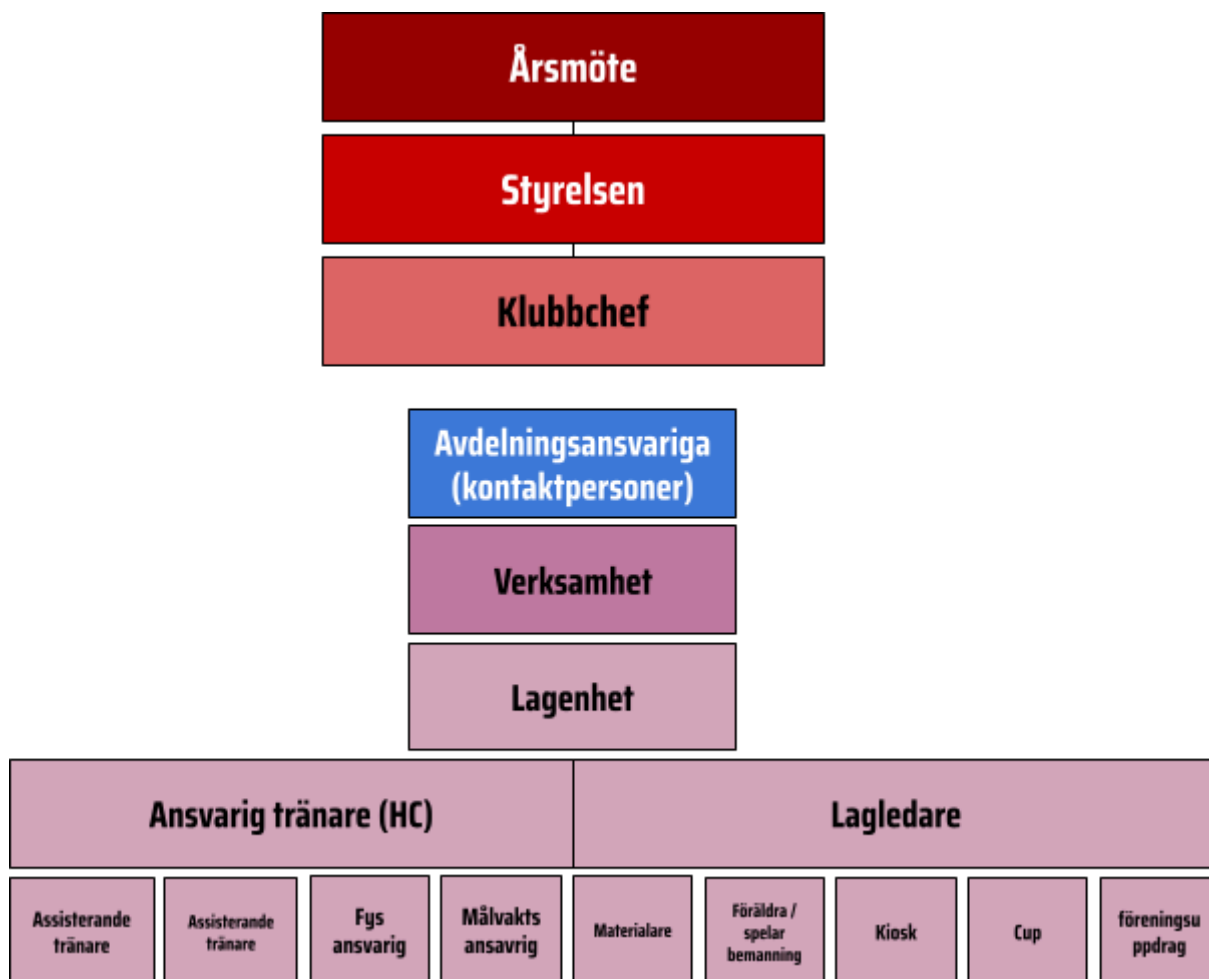 Årsmöte
Styrelsen
Klubbchef
Avdelningsansvariga
(kontaktpersoner)
Verksamhet
Lagenhet
Ansvarig tränare (HC)
Lagledare
Assisterande
tränare
Assisterande
tränare
Fys
ansvarig
Målvakts
ansavrig
Materialare
Föräldra /
spelar
bemanning
Kiosk
Cup
föreningsu
ppdrag